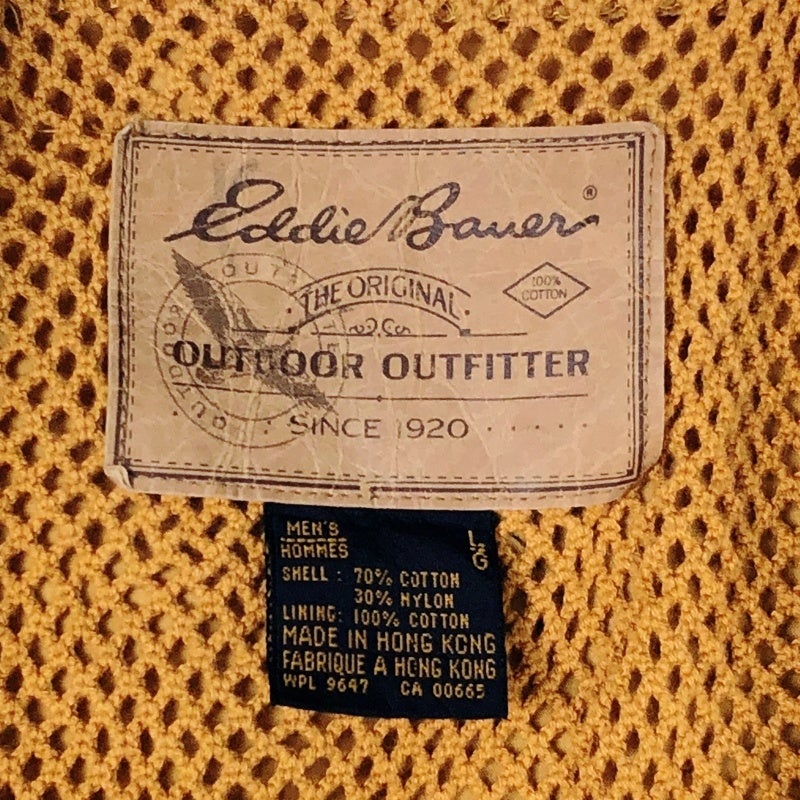 Eddie Bauer®
THE ORIGINAL
100%
COTTON
OUTDOOR OUTFITTER
SINCE 1920
MEN'S
HOMMES
LG
SHELL : 70% COTTON
30% NYLON
LINING: 100% COTTON
MADE IN HONG KONG
FABRIQUE A HONG KONG
WPL 9647 CA 00665